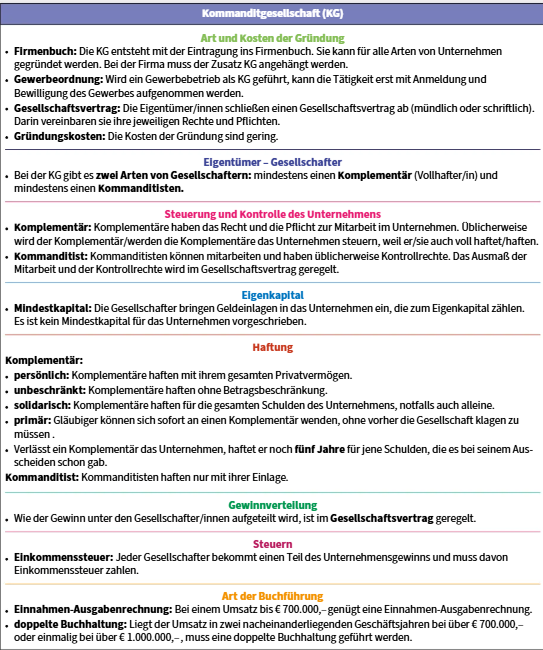 Kommanditgesellschaft (KG)
Art und Kosten der Gründung
• Firmenbuch: Die KG entsteht mit der Eintragung ins Firmenbuch. Sie kann für alle Arten von Unternehmen
gegründet werden. Bei der Firma muss der Zusatz KG angehängt werden.
• Gewerbeordnung: Wird ein Gewerbebetrieb als KG geführt, kann die Tätigkeit erst mit Anmeldung und
Bewilligung des Gewerbes aufgenommen werden.
• Gesellschaftsvertrag: Die Eigentümer/innen schließen einen Gesellschaftsvertrag ab (mündlich oder schriftlich).
Darin vereinbaren sie ihre jeweiligen Rechte und Pflichten.
• Gründungskosten: Die Kosten der Gründung sind gering.
Eigentümer – Gesellschafter
• Bei der KG gibt es zwei Arten von Gesellschaftern: mindestens einen Komplementär (Vollhafter/in) und
mindestens einen Kommanditisten.
Steuerung und Kontrolle des Unternehmens
• Komplementär: Komplementäre haben das Recht und die Pflicht zur Mitarbeit im Unternehmen. Üblicherweise
wird der Komplementär/werden die Komplementäre das Unternehmen steuern, weil er/sie auch voll haftet/haften.
• Kommanditist: Kommanditisten können mitarbeiten und haben üblicherweise Kontrollrechte. Das Ausmaß der
Mitarbeit und der Kontrollrechte wird im Gesellschaftsvertrag geregelt.
Eigenkapital
• Mindestkapital: Die Gesellschafter bringen Geldeinlagen in das Unternehmen ein, die zum Eigenkapital zählen.
Es ist kein Mindestkapital für das Unternehmen vorgeschrieben.
Haftung
Komplementär:
• persönlich: Komplementäre haften mit ihrem gesamten Privatvermögen.
• unbeschränkt: Komplementäre haften ohne Betragsbeschränkung.
• solidarisch: Komplementäre haften für die gesamten Schulden des Unternehmens, notfalls auch alleine.
• primär: Gläubiger können sich sofort an einen Komplementär wenden, ohne vorher die Gesellschaft klagen zu
müssen .
• Verlässt ein Komplementär das Unternehmen, haftet er noch fünf Jahre für jene Schulden, die es bei seinem Aus-
scheiden schon gab.
Kommanditist: Kommanditisten haften nur mit ihrer Einlage.
Gewinnverteilung
• Wie der Gewinn unter den Gesellschafter/innen aufgeteilt wird, ist im Gesellschaftsvertrag geregelt.
Steuern
• Einkommenssteuer: Jeder Gesellschafter bekommt einen Teil des Unternehmensgewinns und muss davon
Einkommenssteuer zahlen.
Art der Buchführung
• Einnahmen-Ausgabenrechnung: Bei einem Umsatz bis € 700.000,– genügt eine Einnahmen-Ausgabenrechnung.
• doppelte Buchhaltung: Liegt der Umsatz in zwei nacheinanderliegenden Geschäftsjahren bei über € 700.000,–
oder einmalig bei über € 1.000.000,–, muss eine doppelte Buchhaltung geführt werden.